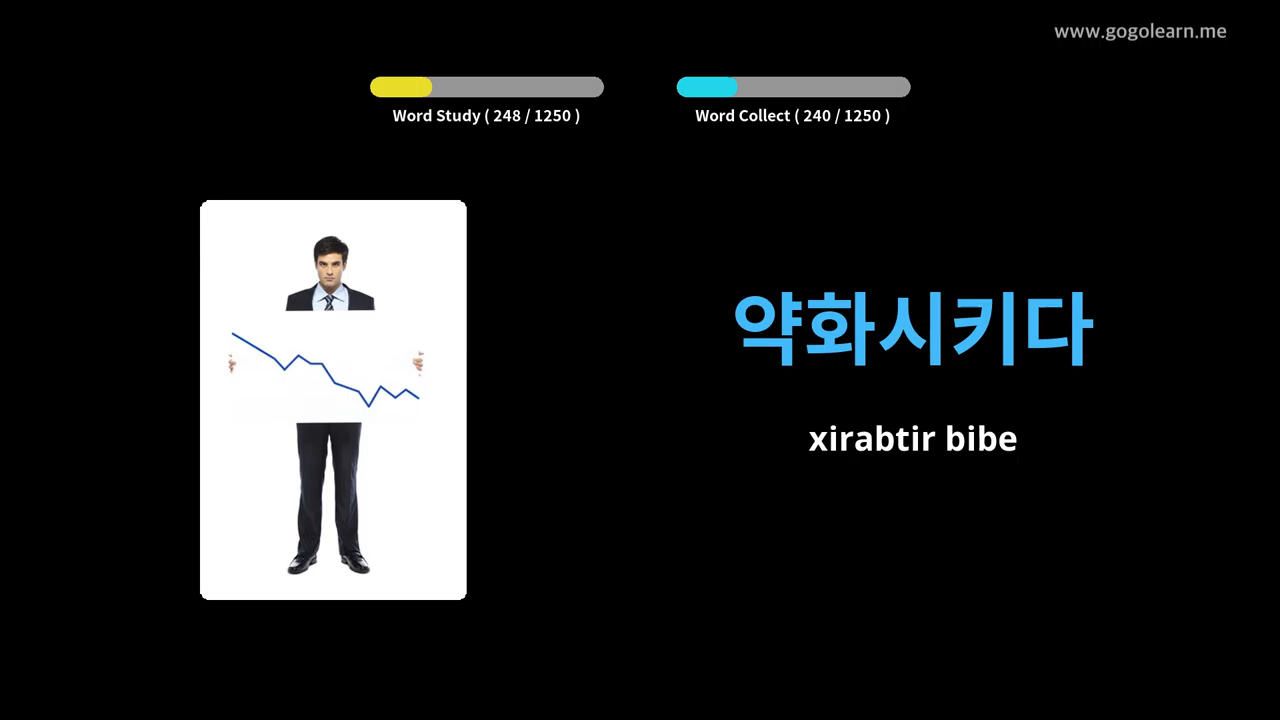 www.gogolearn.me
Word Study ( 248 / 1250 )
Word Collect ( 240 / 1250 )
약화시키다
xirabtir bibe